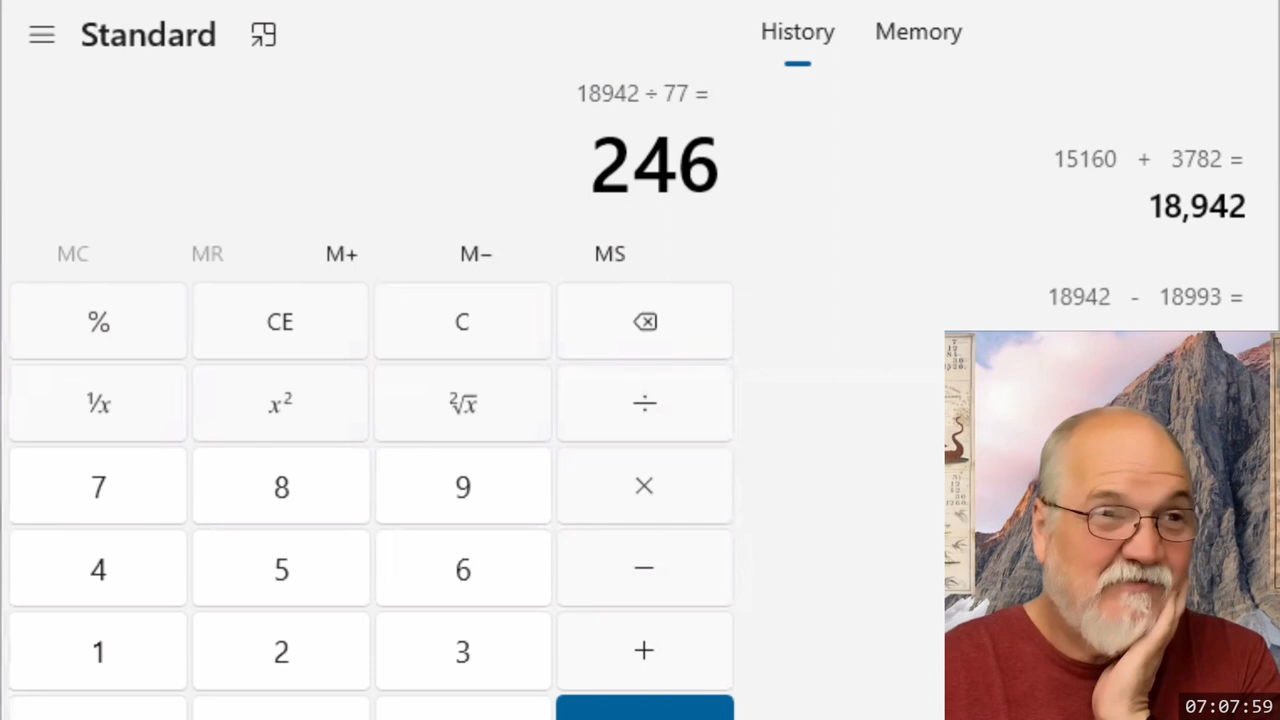 Standard
History Memory
18942 ÷ 77 =
246
15160 + 3782 =
18,942
18942 - 18993 =
MC MR M+ M− MS
% CE C
⅟x x² ²√x ÷
7 8 9 ×
4 5 6 −
1 2 3 +
07:07:59